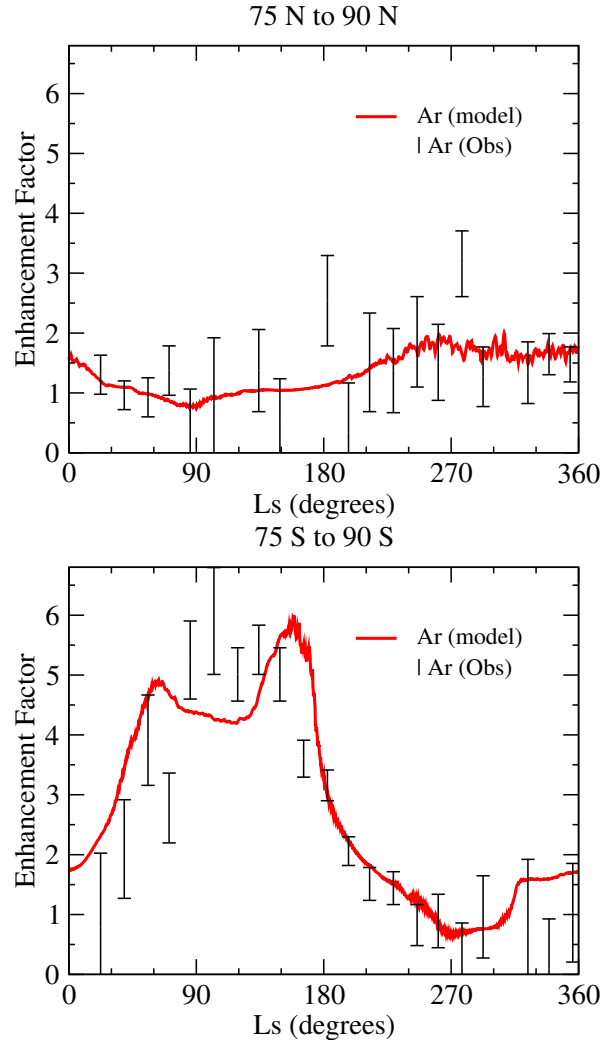 75 N to 90 N
Enhancement Factor
6
5
4
3
2
1
0
Ar (model)
| Ar (Obs)
0 90 180 270 360
Ls (degrees)
75 S to 90 S
Enhancement Factor
6
5
4
3
2
1
0
Ar (model)
| Ar (Obs)
0 90 180 270 360
Ls (degrees)